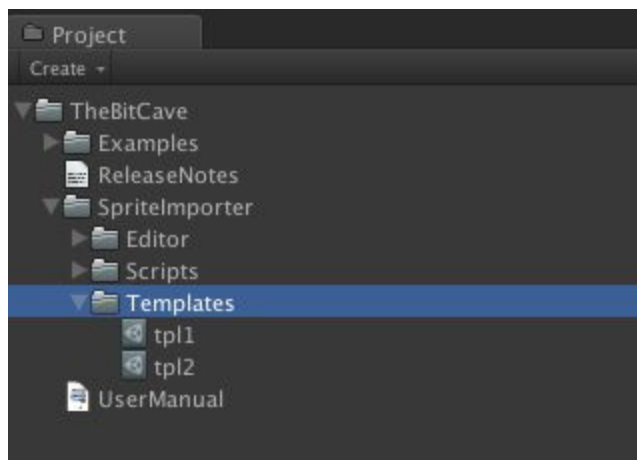 Project
Create
TheBitCave
Examples
ReleaseNotes
SpriteImporter
Editor
Scripts
Templates
tpl1
tpl2
UserManual